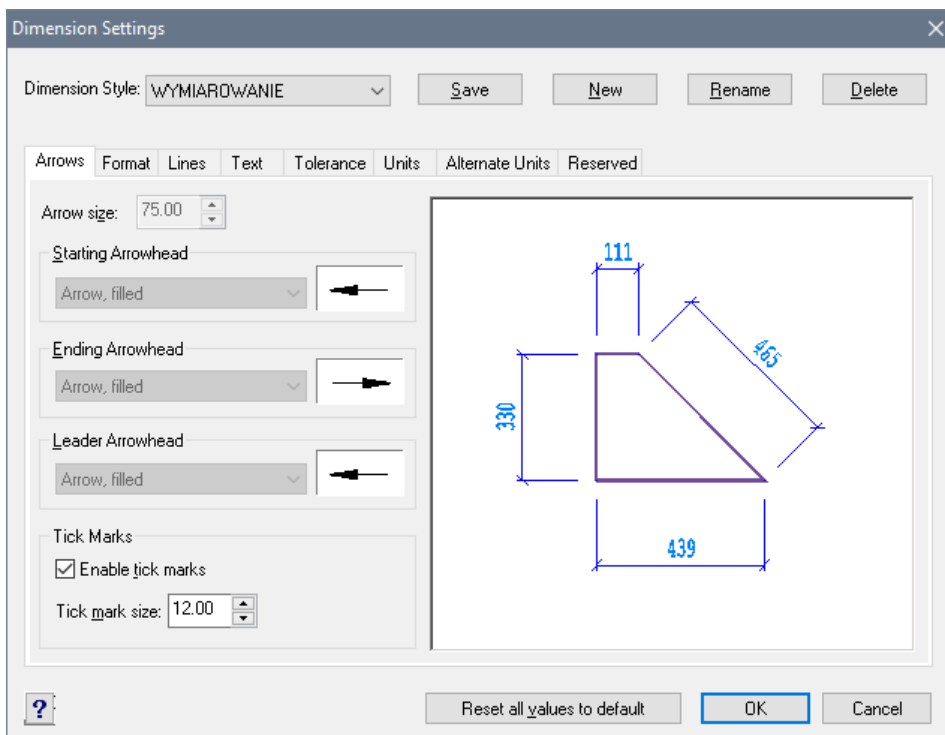 Dimension Settings
Dimension Style: WYMIAROWANIE Save New Rename Delete
Arrows Format Lines Text Tolerance Units Alternate Units Reserved
Arrow size: 75.00
Starting Arrowhead
Arrow, filled
Ending Arrowhead
Arrow, filled
Leader Arrowhead
Arrow, filled
Tick Marks
Enable tick marks
Tick mark size: 12.00
111
465
330
439
? Reset all values to default OK Cancel